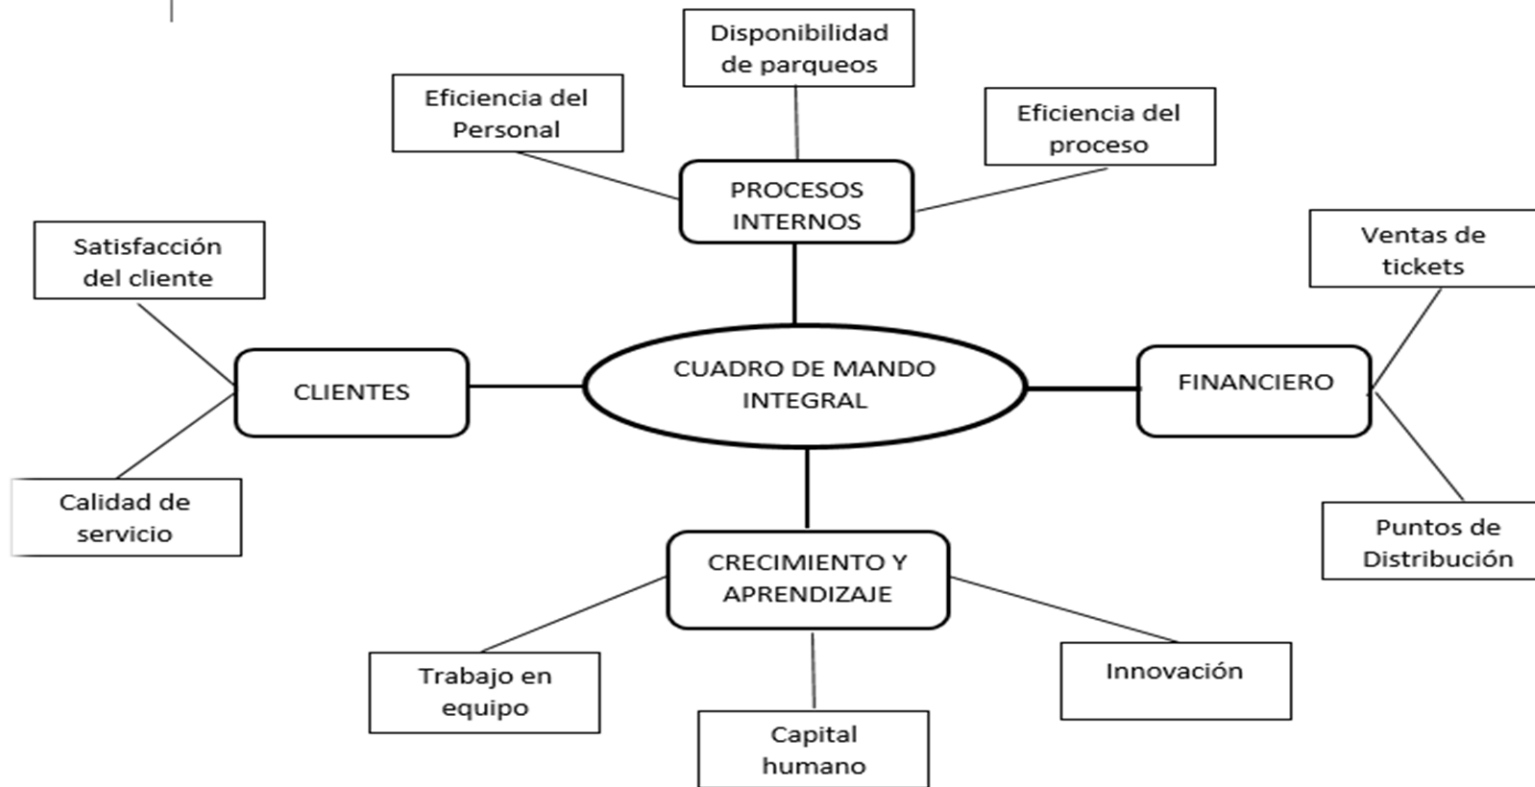 Disponibilidad
de parqueos
Eficiencia del
Personal
Eficiencia del
proceso
PROCESOS
INTERNOS
Satisfacción
del cliente
Ventas de
tickets
CLIENTES
CUADRO DE MANDO
INTEGRAL
FINANCIERO
Calidad de
servicio
Puntos de
Distribución
CRECIMIENTO Y
APRENDIZAJE
Trabajo en
equipo
Capital
humano
Innovación